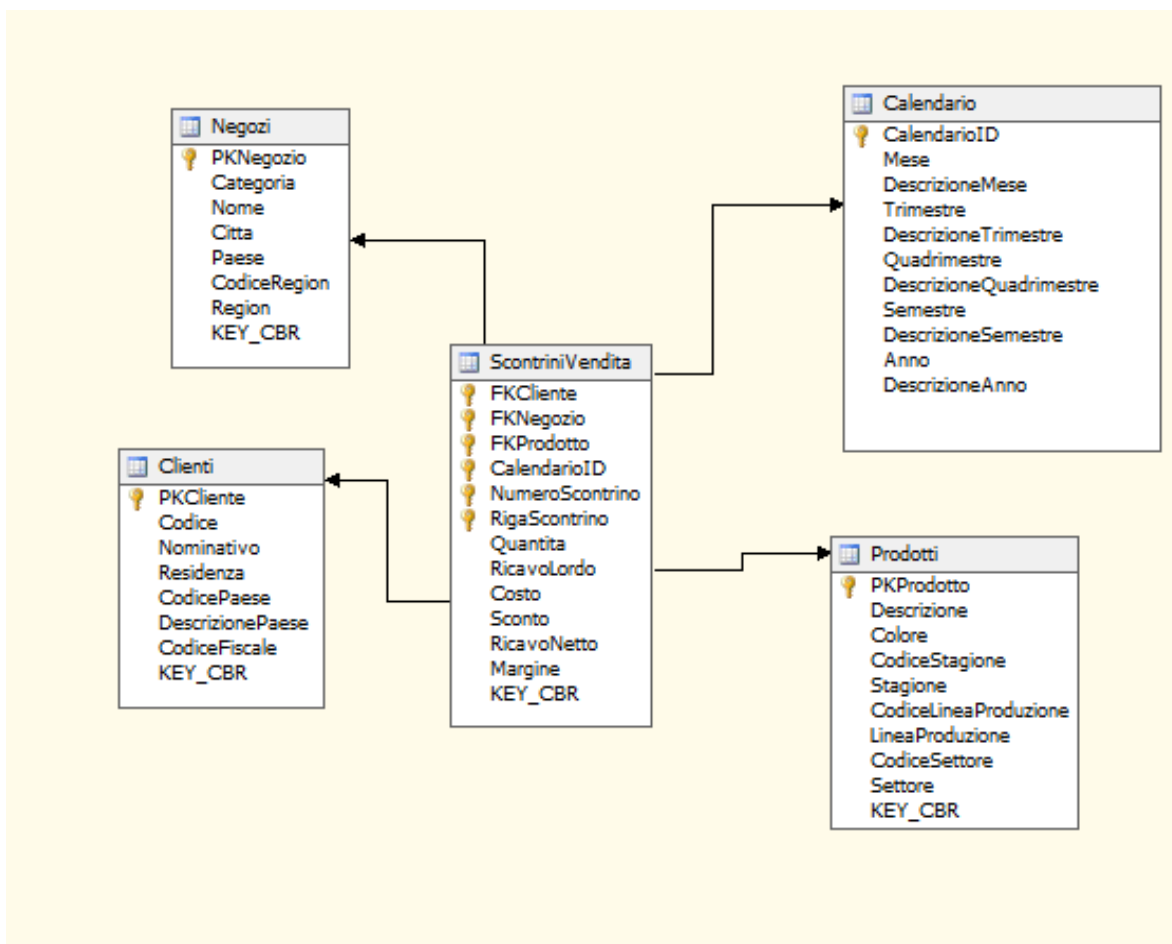 Negozi
PKNegozio
Categoria
Nome
Citta
Paese
CodiceRegion
Region
KEY_CBR
Calendario
CalendarioID
Mese
DescrizioneMese
Trimestre
DescrizioneTrimestre
Quadrimestre
DescrizioneQuadrimestre
Semestre
DescrizioneSemestre
Anno
DescrizioneAnno
ScontriniVendita
FKCliente
FKNegozio
FKProdotto
CalendarioID
NumeroScontrino
RigaScontrino
Quantita
RicavoLordo
Costo
Sconto
RicavoNetto
Margine
KEY_CBR
Clienti
PKCliente
Codice
Nominativo
Residenza
CodicePaese
DescrizionePaese
CodiceFiscale
KEY_CBR
Prodotti
PKProdotto
Descrizione
Colore
CodiceStagione
Stagione
CodiceLineaProduzione
LineaProduzione
CodiceSettore
Settore
KEY_CBR